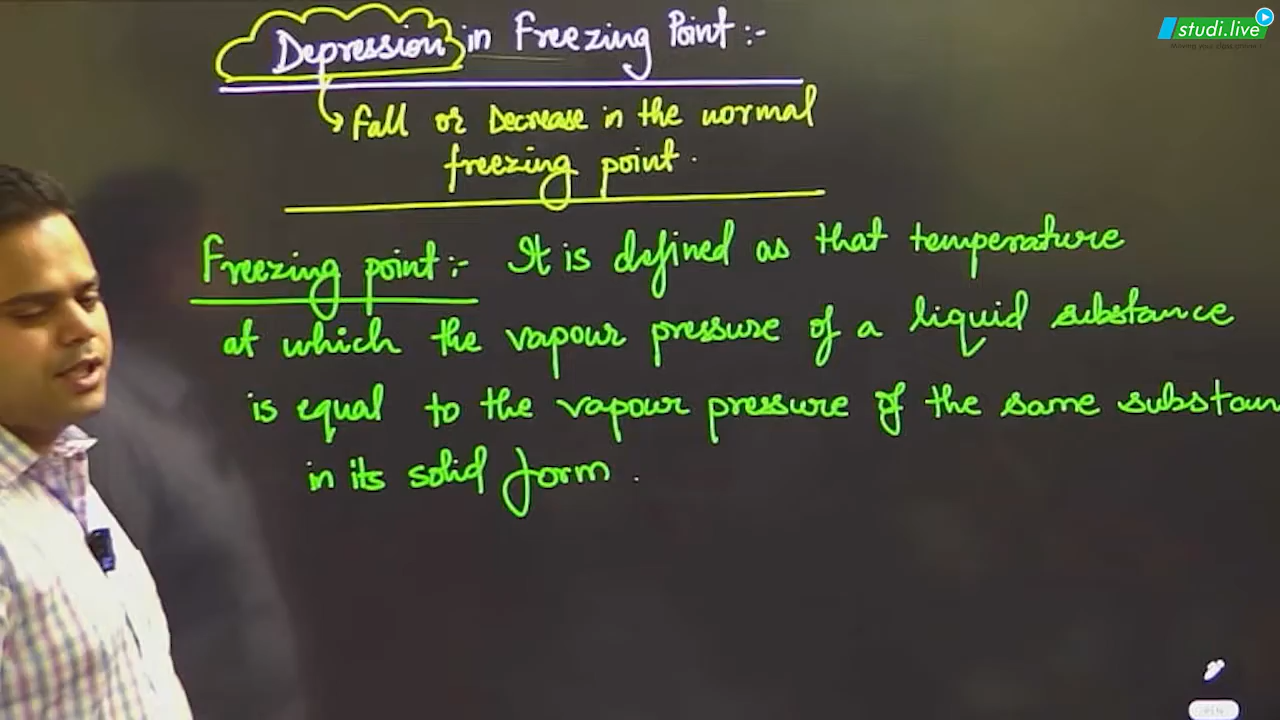 Depression in Freezing Point :-
Fall or Decrease in the normal
freezing point.
Freezing point :- It is defined as that temperature
at which the vapour pressure of a liquid substance
is equal to the vapour pressure of the same substan
in its solid form.
studi.live